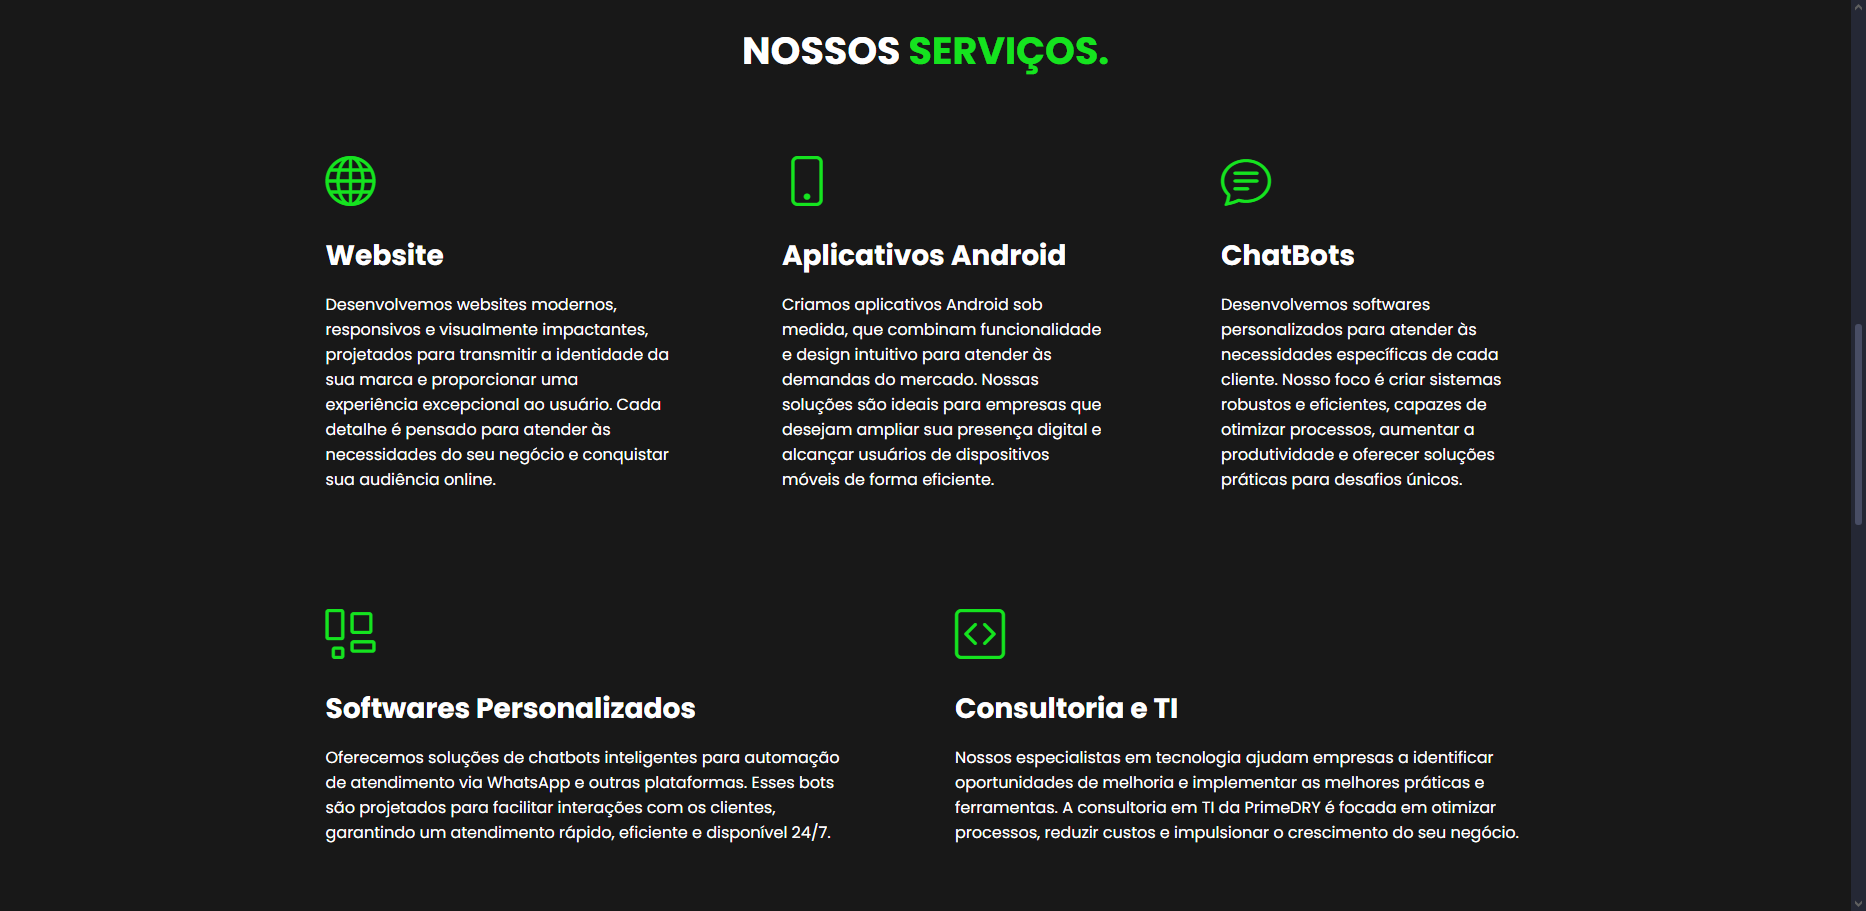 NOSSOS SERVIÇOS.
Website
Desenvolvemos websites modernos,
responsivos e visualmente impactantes,
projetados para transmitir a identidade da
sua marca e proporcionar uma
experiência excepcional ao usuário. Cada
detalhe é pensado para atender às
necessidades do seu negócio e conquistar
sua audiência online.
Aplicativos Android
Criamos aplicativos Android sob
medida, que combinam funcionalidade
e design intuitivo para atender às
demandas do mercado. Nossas
soluções são ideais para empresas que
desejam ampliar sua presença digital e
alcançar usuários de dispositivos
móveis de forma eficiente.
ChatBots
Desenvolvemos softwares
personalizados para atender às
necessidades específicas de cada
cliente. Nosso foco é criar sistemas
robustos e eficientes, capazes de
otimizar processos, aumentar a
produtividade e oferecer soluções
práticas para desafios únicos.
Softwares Personalizados
Oferecemos soluções de chatbots inteligentes para automação
de atendimento via WhatsApp e outras plataformas. Esses bots
são projetados para facilitar interações com os clientes,
garantindo um atendimento rápido, eficiente e disponível 24/7.
Consultoria e TI
Nossos especialistas em tecnologia ajudam empresas a identificar
oportunidades de melhoria e implementar as melhores práticas e
ferramentas. A consultoria em TI da PrimeDRY é focada em otimizar
processos, reduzir custos e impulsionar o crescimento do seu negócio.